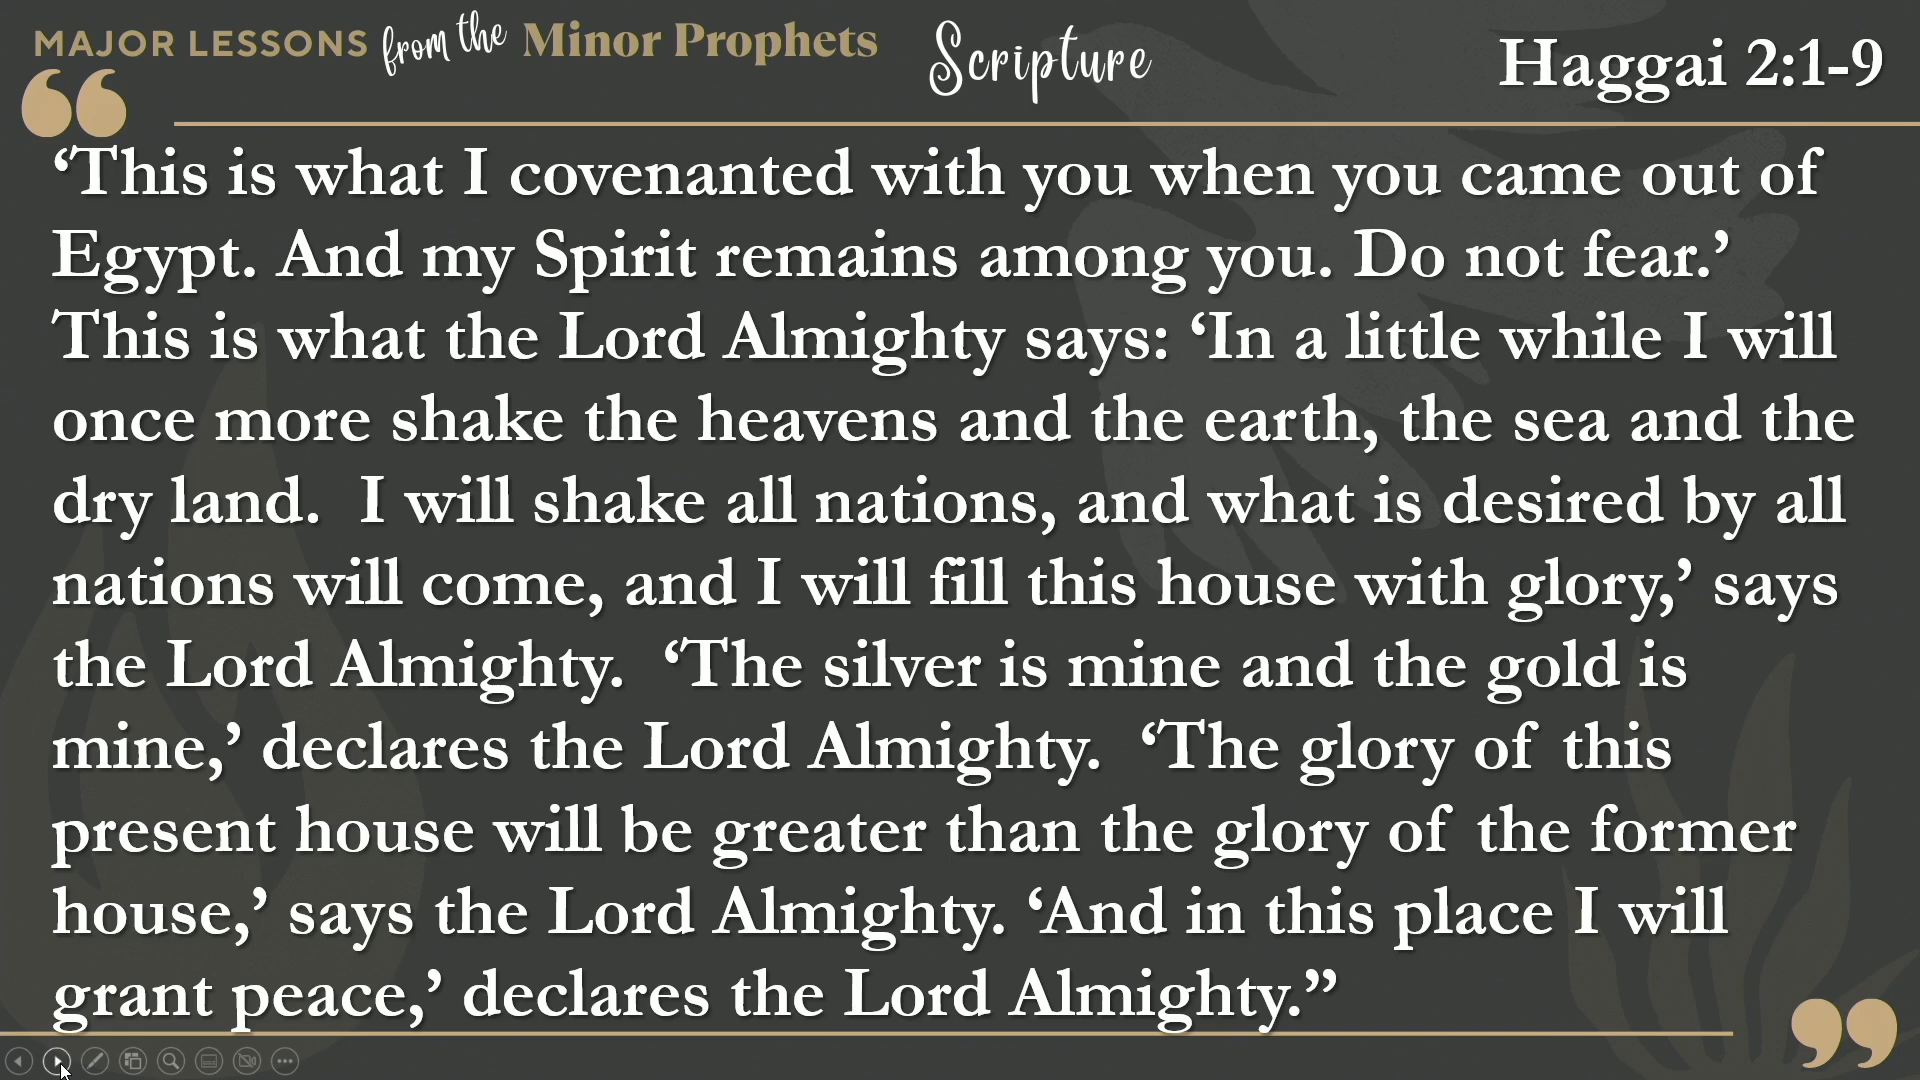 MAJOR LESSONS from the Minor Prophets Scripture Haggai 2:1-9
‘This is what I covenanted with you when you came out of
Egypt. And my Spirit remains among you. Do not fear.’
This is what the Lord Almighty says: ‘In a little while I will
once more shake the heavens and the earth, the sea and the
dry land.  I will shake all nations, and what is desired by all
nations will come, and I will fill this house with glory,’ says
the Lord Almighty.  ‘The silver is mine and the gold is
mine,’ declares the Lord Almighty.  ‘The glory of this
present house will be greater than the glory of the former
house,’ says the Lord Almighty. ‘And in this place I will
grant peace,’ declares the Lord Almighty.”